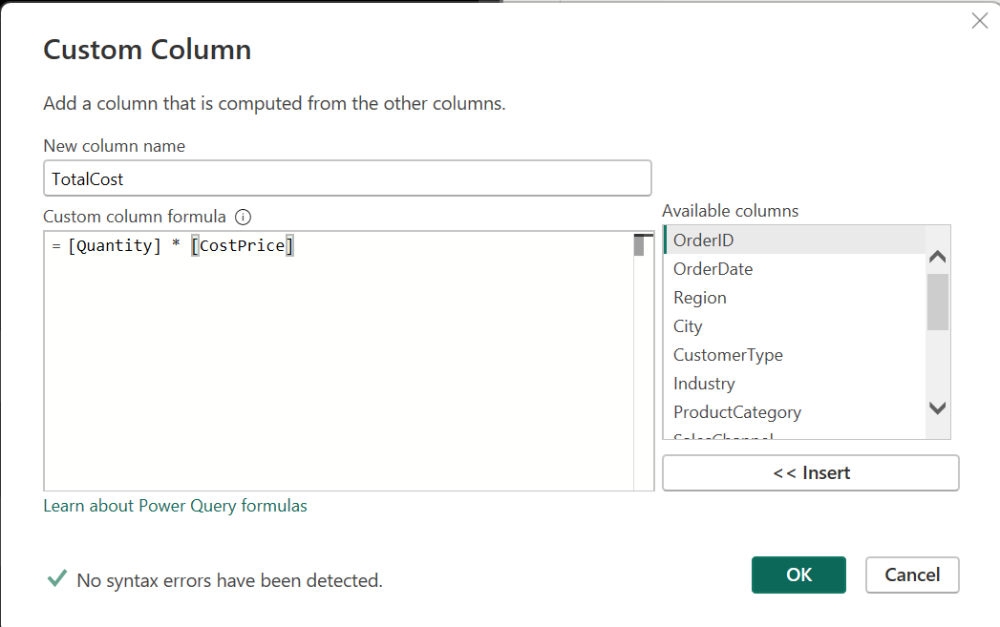 Custom Column
Add a column that is computed from the other columns.
New column name
TotalCost
Custom column formula
= [Quantity] * [CostPrice]
Available columns
OrderID
OrderDate
Region
City
CustomerType
Industry
ProductCategory
SalesChannel
<< Insert
Learn about Power Query formulas
No syntax errors have been detected.
OK
Cancel